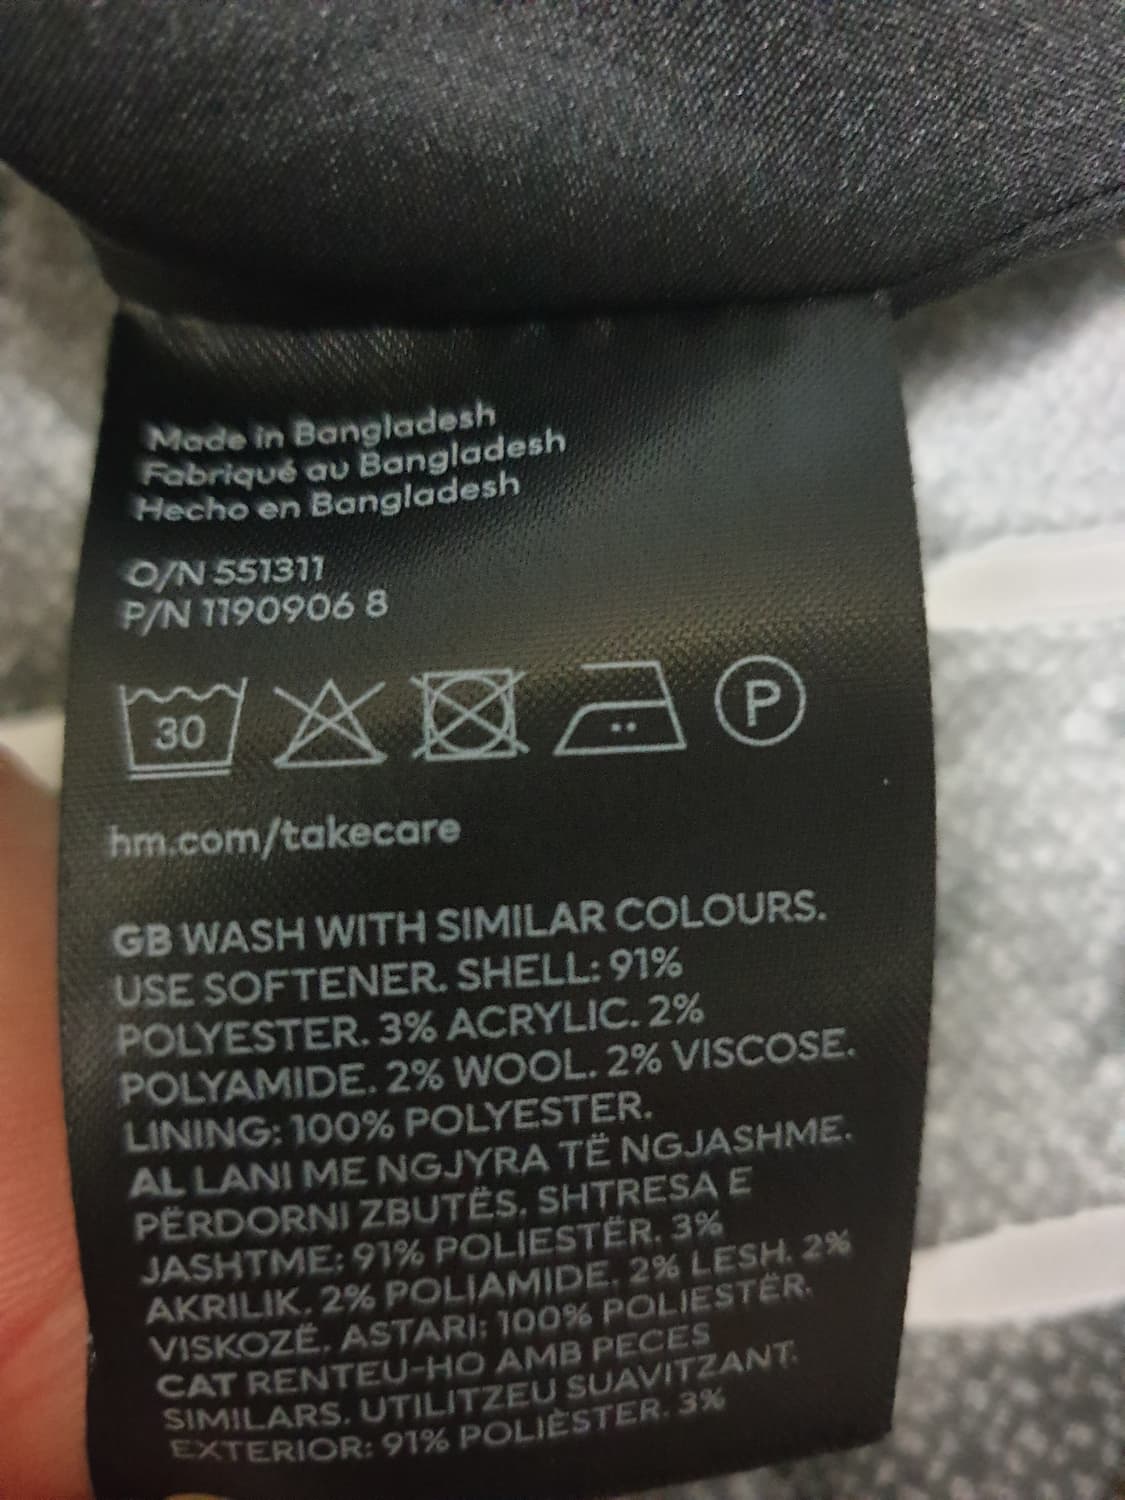 Made in Bangladesh
Fabriqué au Bangladesh
Hecho en Bangladesh
O/N 551311
P/N 1190906 8
30 P
hm.com/takecare
GB WASH WITH SIMILAR COLOURS.
USE SOFTENER. SHELL: 91%
POLYESTER. 3% ACRYLIC. 2%
POLYAMIDE. 2% WOOL. 2% VISCOSE.
LINING: 100% POLYESTER.
AL LANI ME NGJYRA TË NGJASHME.
PËRDORNI ZBUTËS. SHTRESA E
JASHTME: 91% POLIESTËR. 3%
AKRILIK. 2% POLIAMIDE. 2% LESH. 2%
VISKOZË. ASTARI: 100% POLIESTËR.
CAT RENTEU-HO AMB PECES
SIMILARS. UTILITZEU SUAVITZANT.
EXTERIOR: 91% POLIÈSTER. 3%